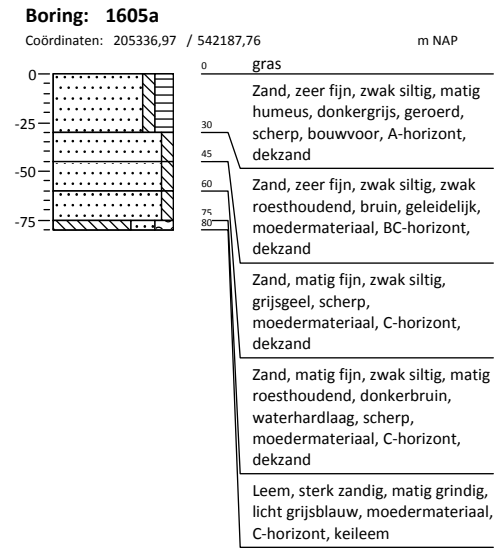 Boring: 1605a
Coördinaten: 205336,97 / 542187,76 m NAP
0
-25
-50
-75
0
30
45
60
75
80
gras
Zand, zeer fijn, zwak siltig, matig
humeus, donkergrijs, geroerd,
scherp, bouwvoor, A-horizont,
dekzand
Zand, zeer fijn, zwak siltig, zwak
roesthoudend, bruin, geleidelijk,
moedermateriaal, BC-horizont,
dekzand
Zand, matig fijn, zwak siltig,
grijsgeel, scherp,
moedermateriaal, C-horizont,
dekzand
Zand, matig fijn, zwak siltig, matig
roesthoudend, donkerbruin,
waterhardlaag, scherp,
moedermateriaal, C-horizont,
dekzand
Leem, sterk zandig, matig grindig,
licht grijsblauw, moedermateriaal,
C-horizont, keileem